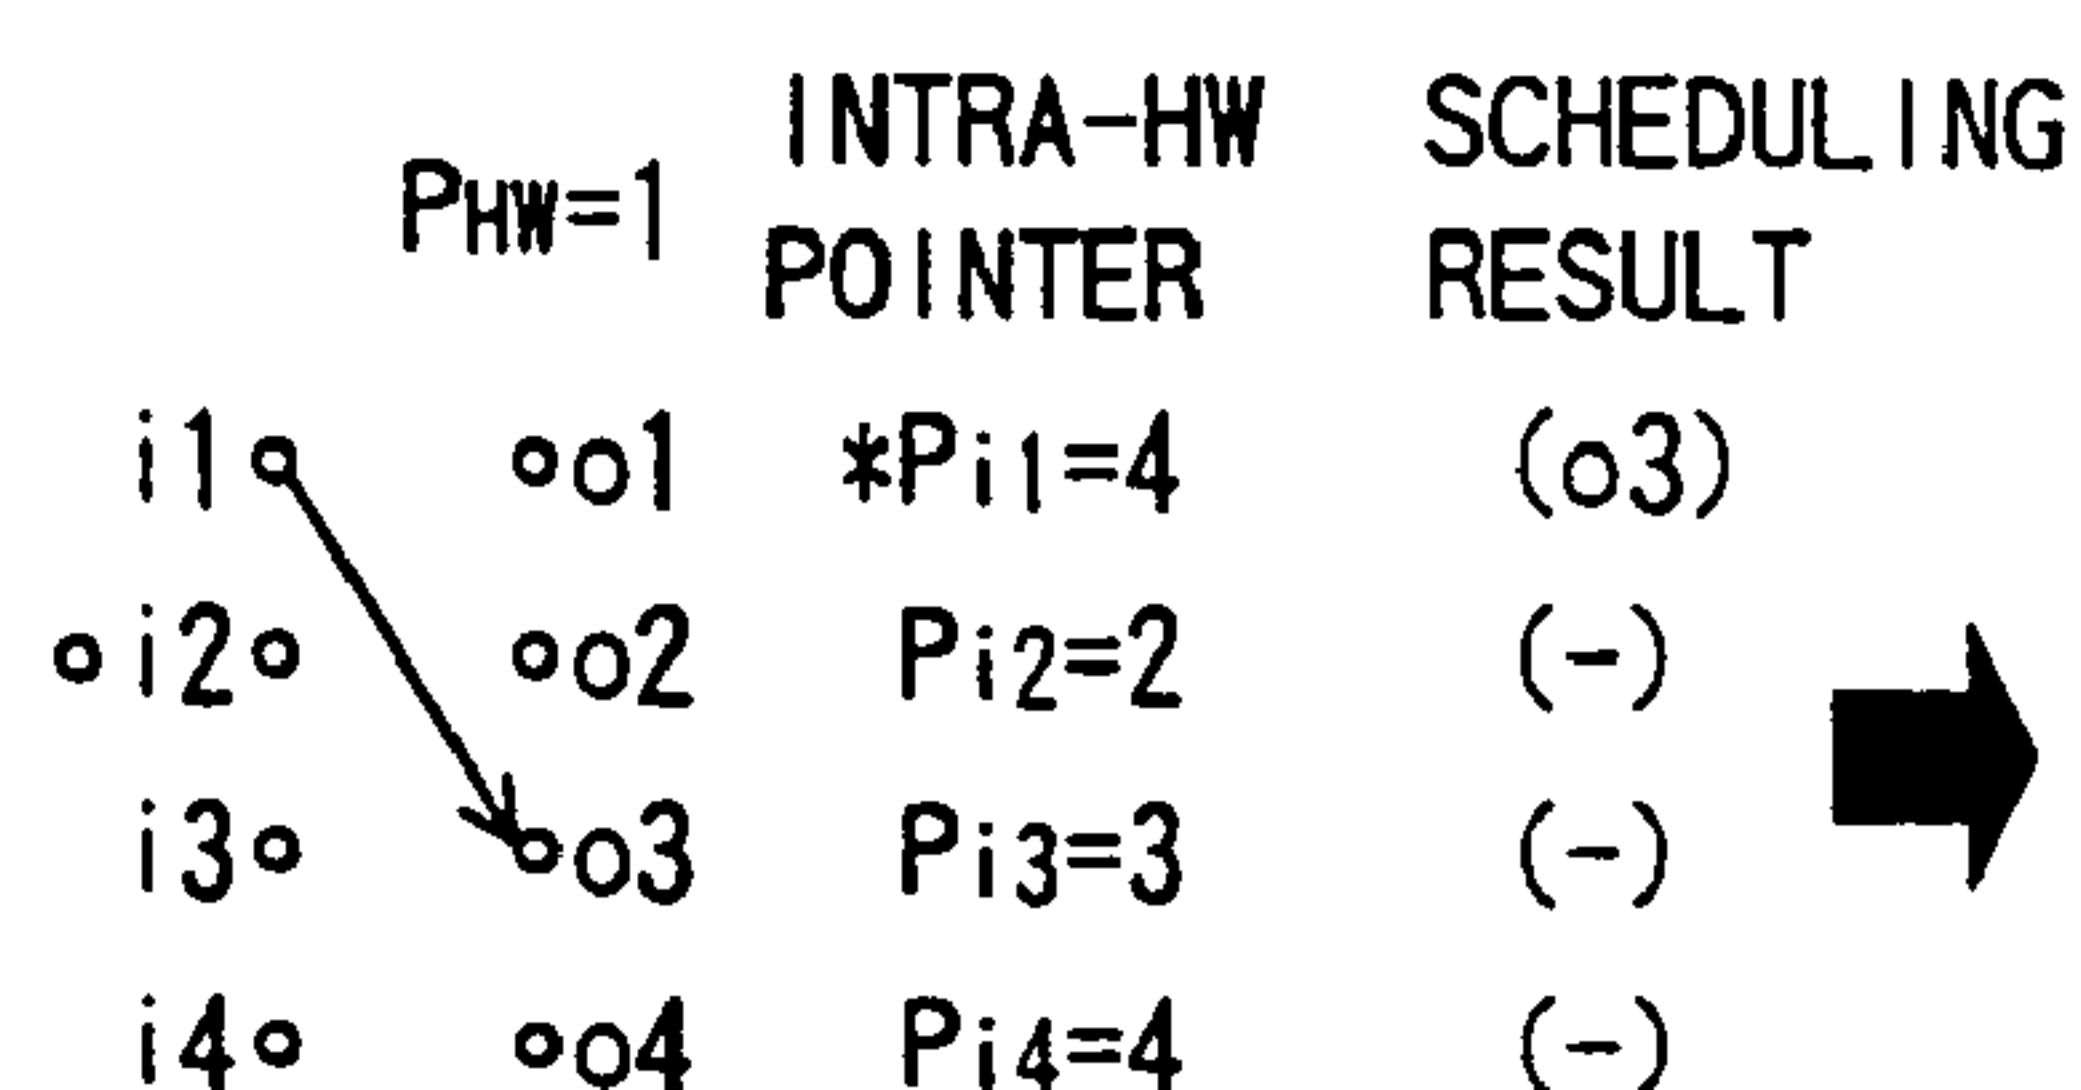 INTRA-HW SCHEDULING
PHW=1 POINTER RESULT
i1 o1 *Pi1=4 (o3)
i2 o2 Pi2=2 (-)
i3 o3 Pi3=3 (-)
i4 o4 Pi4=4 (-)